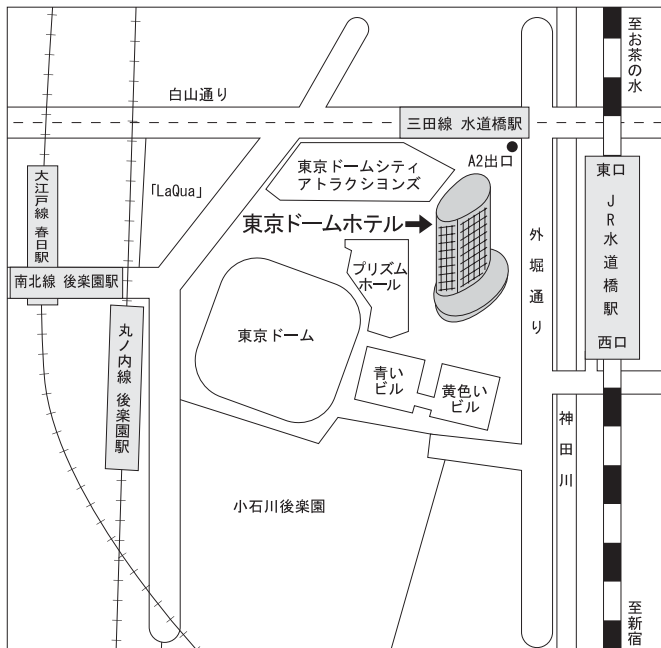 至お茶の水
白山通り
三田線 水道橋駅
A2出口
東京ドームシティ
アトラクションズ
「LaQua」
大江戸線 春日駅
東京ドームホテル➡
東口
JR水道橋駅
西口
外堀通り
プリズム
ホール
南北線 後楽園駅
丸ノ内線 後楽園駅
東京ドーム
青い
ビル
黄色い
ビル
神田川
小石川後楽園
至新宿